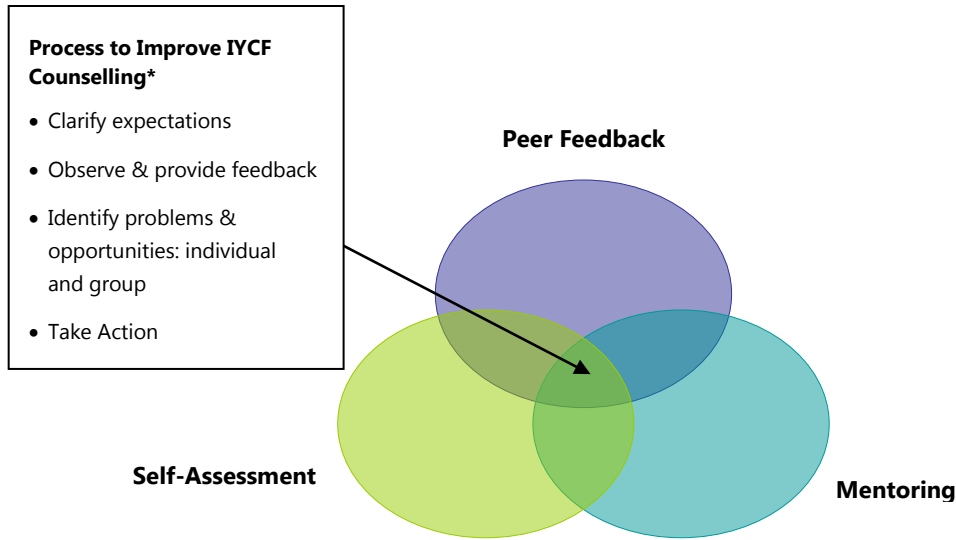 Process to Improve IYCF
Counselling*
• Clarify expectations
• Observe & provide feedback
• Identify problems &
opportunities: individual
and group
• Take Action
Peer Feedback
Self-Assessment
Mentoring